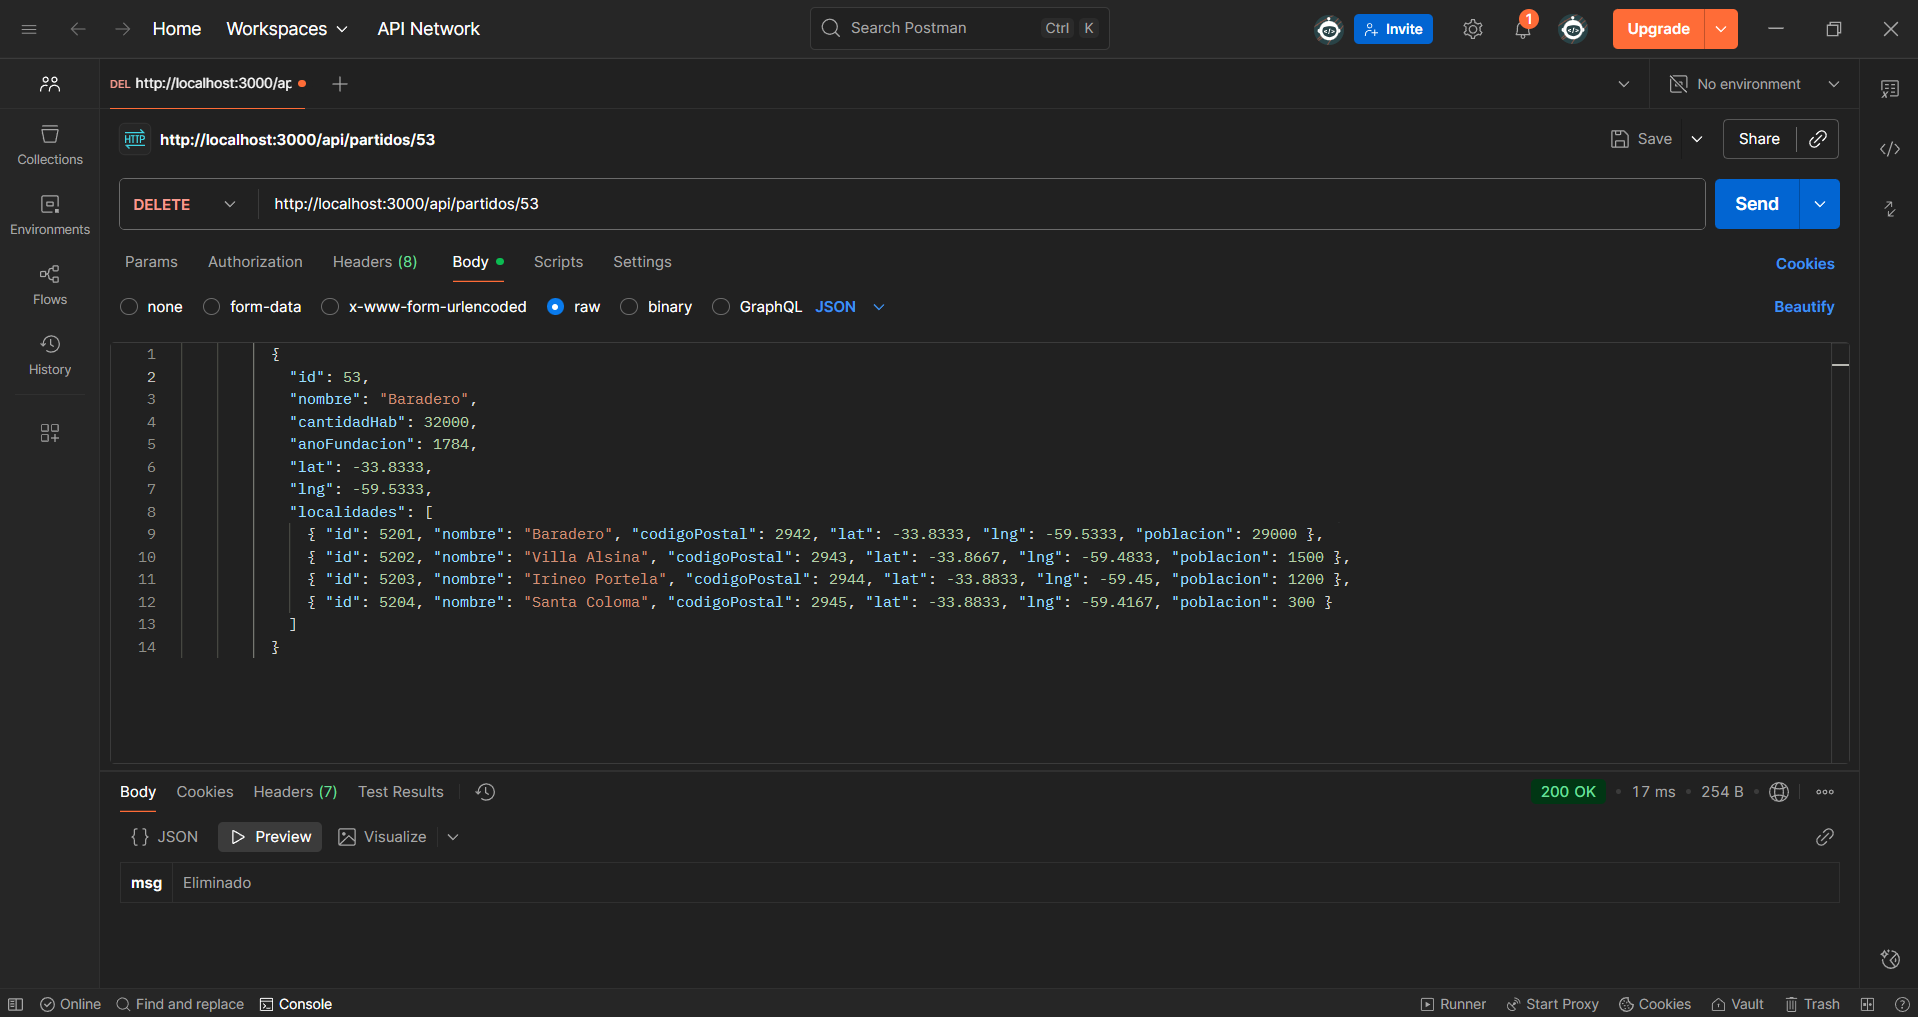 Home Workspaces API Network Search Postman Ctrl K Invite 1 Upgrade
DEL http://localhost:3000/ap No environment
HTTP http://localhost:3000/api/partidos/53 Save Share
DELETE http://localhost:3000/api/partidos/53 Send
Params Authorization Headers (8) Body Scripts Settings Cookies
none form-data x-www-form-urlencoded raw binary GraphQL JSON Beautify
Collections
Environments
Flows
History
1 {
2 "id": 53,
3 "nombre": "Baradero",
4 "cantidadHab": 32000,
5 "anoFundacion": 1784,
6 "lat": -33.8333,
7 "lng": -59.5333,
8 "localidades": [
9 { "id": 5201, "nombre": "Baradero", "codigoPostal": 2942, "lat": -33.8333, "lng": -59.5333, "poblacion": 29000 },
10 { "id": 5202, "nombre": "Villa Alsina", "codigoPostal": 2943, "lat": -33.8667, "lng": -59.4833, "poblacion": 1500 },
11 { "id": 5203, "nombre": "Irineo Portela", "codigoPostal": 2944, "lat": -33.8833, "lng": -59.45, "poblacion": 1200 },
12 { "id": 5204, "nombre": "Santa Coloma", "codigoPostal": 2945, "lat": -33.8833, "lng": -59.4167, "poblacion": 300 }
13 ]
14 }
Body Cookies Headers (7) Test Results 200 OK 17 ms 254 B
{} JSON Preview Visualize
msg Eliminado
Online Find and replace Console Runner Start Proxy Cookies Vault Trash